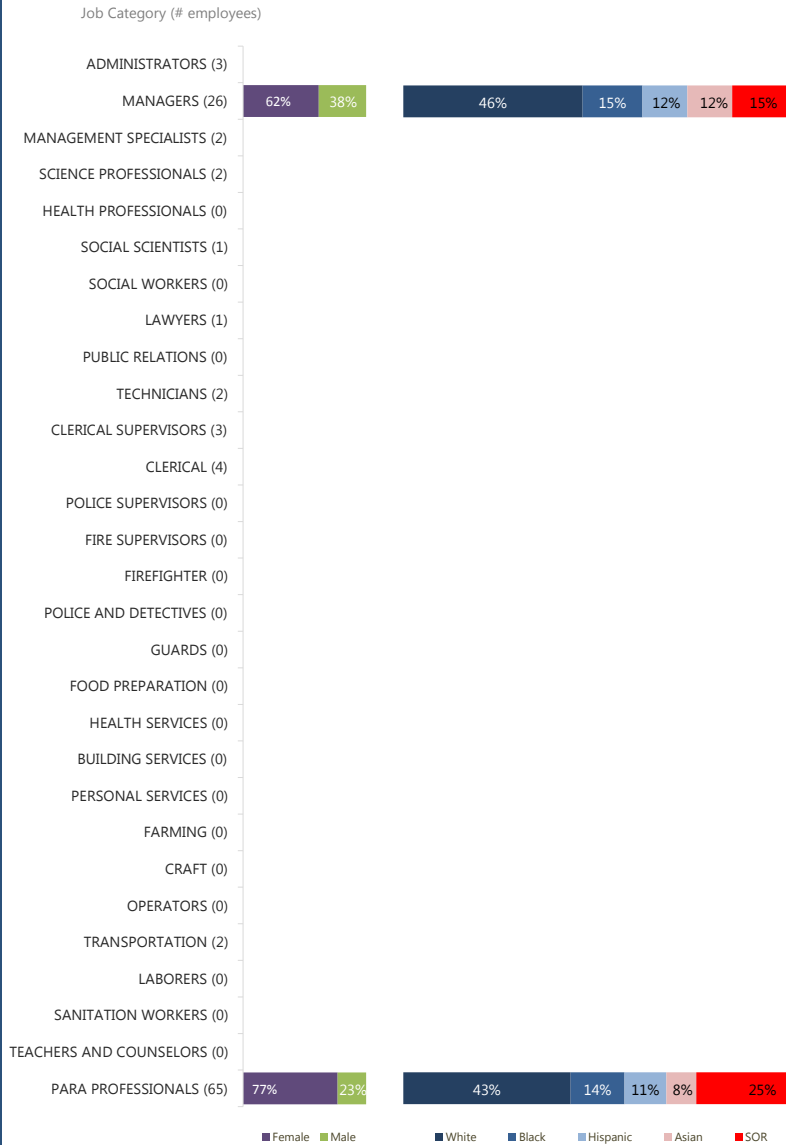 Job Category (# employees)
ADMINISTRATORS (3)
MANAGERS (26) 62% 38% 46% 15% 12% 12% 15%
MANAGEMENT SPECIALISTS (2)
SCIENCE PROFESSIONALS (2)
HEALTH PROFESSIONALS (0)
SOCIAL SCIENTISTS (1)
SOCIAL WORKERS (0)
LAWYERS (1)
PUBLIC RELATIONS (0)
TECHNICIANS (2)
CLERICAL SUPERVISORS (3)
CLERICAL (4)
POLICE SUPERVISORS (0)
FIRE SUPERVISORS (0)
FIREFIGHTER (0)
POLICE AND DETECTIVES (0)
GUARDS (0)
FOOD PREPARATION (0)
HEALTH SERVICES (0)
BUILDING SERVICES (0)
PERSONAL SERVICES (0)
FARMING (0)
CRAFT (0)
OPERATORS (0)
TRANSPORTATION (2)
LABORERS (0)
SANITATION WORKERS (0)
TEACHERS AND COUNSELORS (0)
PARA PROFESSIONALS (65) 77% 23% 43% 14% 11% 8% 25%
Female Male White Black Hispanic Asian SOR